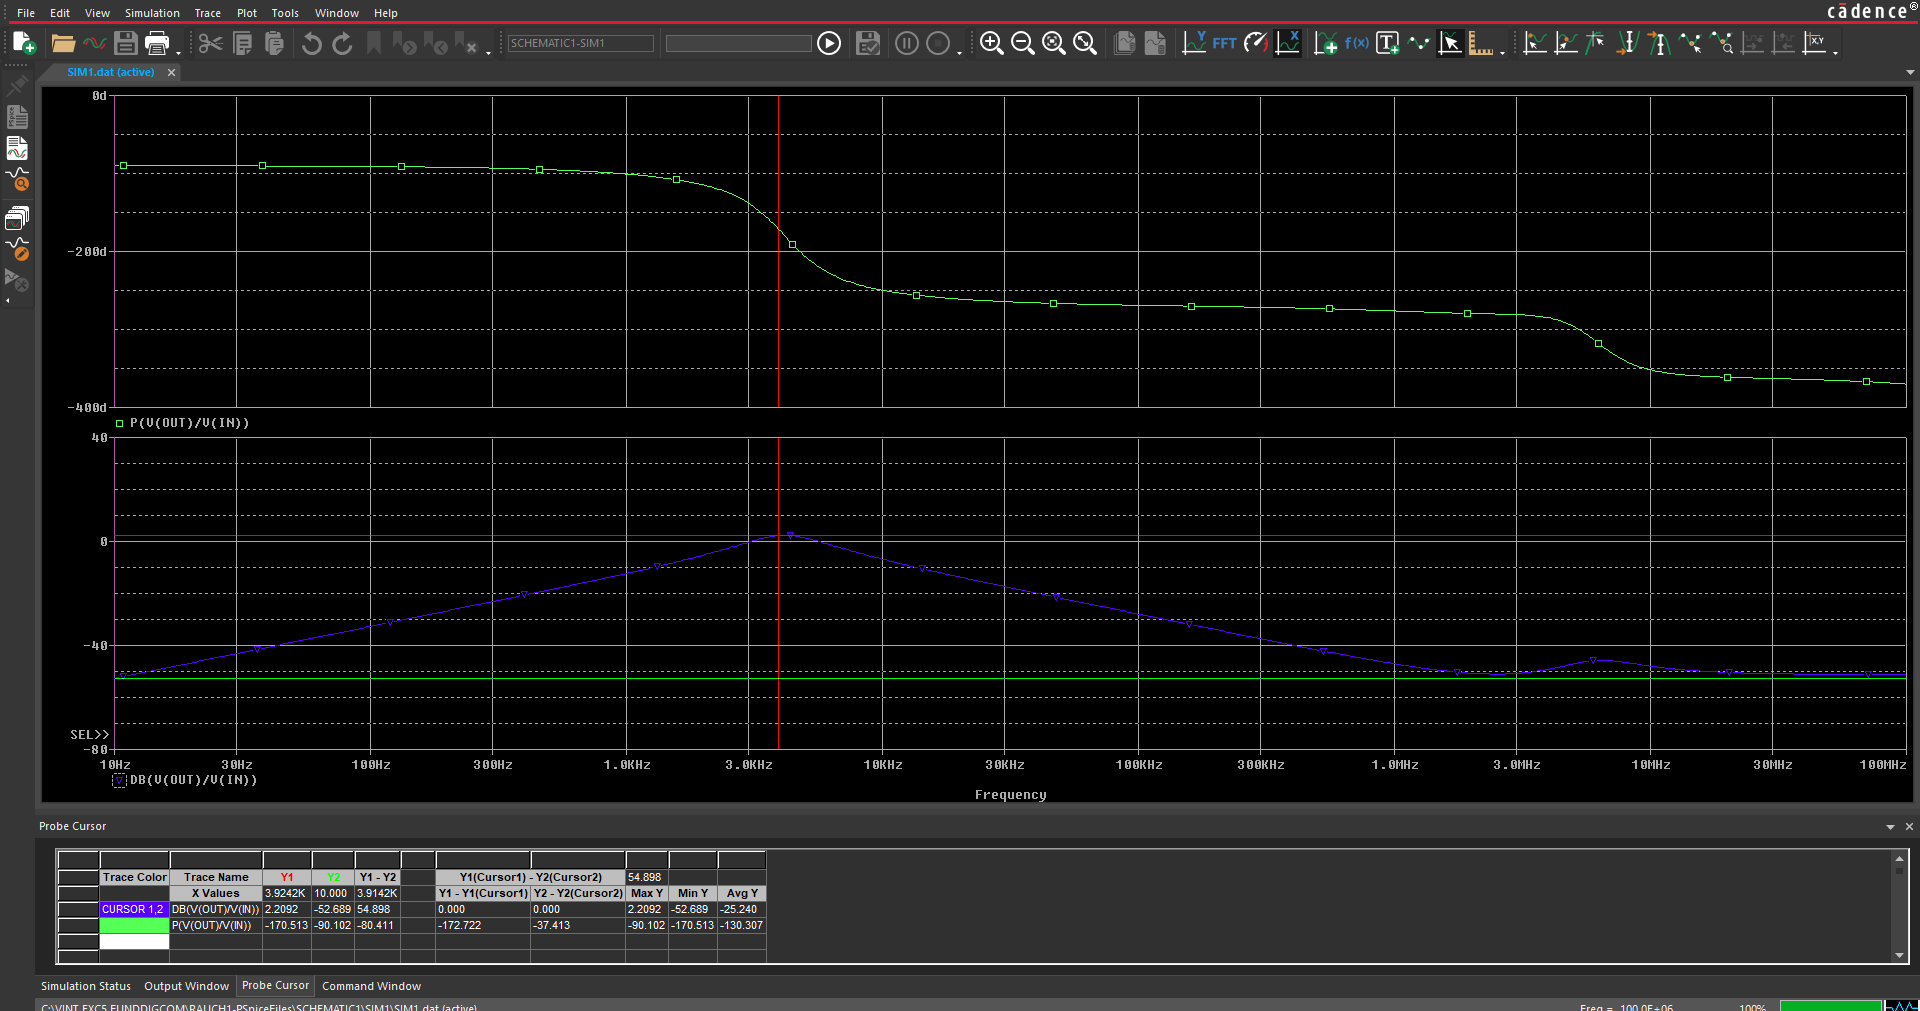 File Edit View Simulation Trace Plot Tools Window Help
cādence®
SCHEMATIC1-SIM1
FFT
f(x)
SIM1.dat (active)
0d
-200d
-400d
P(V(OUT)/V(IN))
40
0
-40
SEL>>
-80
10Hz 30Hz 100Hz 300Hz 1.0KHz 3.0KHz 10KHz 30KHz 100KHz 300KHz 1.0MHz 3.0MHz 10MHz 30MHz 100MHz
DB(V(OUT)/V(IN))
Frequency
Probe Cursor
Trace Color Trace Name Y1 Y2 Y1 - Y2 Y1(Cursor1) - Y2(Cursor2) 54.898
X Values 3.9242K 10.000 3.9142K Y1 - Y1(Cursor1) Y2 - Y2(Cursor2) Max Y Min Y Avg Y
CURSOR 1,2 DB(V(OUT)/V(IN)) 2.2092 -52.689 54.898 0.000 0.000 2.2092 -52.689 -25.240
P(V(OUT)/V(IN)) -170.513 -90.102 -80.411 -172.722 -37.413 -90.102 -170.513 -130.307
Simulation Status Output Window Probe Cursor Command Window
C:\VINT_EXC5_FUNDDIGCOM\RAUCH1-PSpiceFiles\SCHEMATIC1\SIM1\SIM1.dat (active) Freq = 100.0E+06 100%